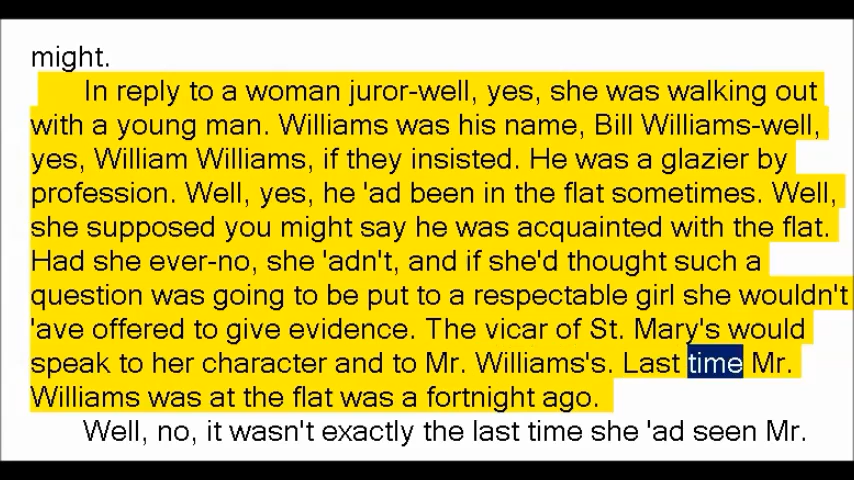 might.
In reply to a woman juror-well, yes, she was walking out
with a young man. Williams was his name, Bill Williams-well,
yes, William Williams, if they insisted. He was a glazier by
profession. Well, yes, he 'ad been in the flat sometimes. Well,
she supposed you might say he was acquainted with the flat.
Had she ever-no, she 'adn't, and if she'd thought such a
question was going to be put to a respectable girl she wouldn't
'ave offered to give evidence. The vicar of St. Mary's would
speak to her character and to Mr. Williams's. Last time Mr.
Williams was at the flat was a fortnight ago.
Well, no, it wasn't exactly the last time she 'ad seen Mr.